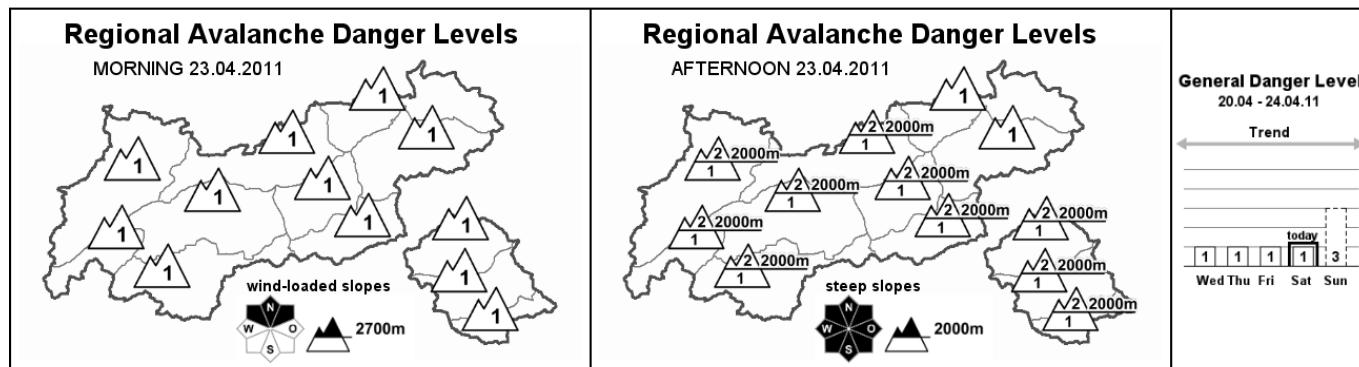 Regional Avalanche Danger Levels
MORNING 23.04.2011
1
1
1
1
1
1
1
1
1
1
1
1
wind-loaded slopes
N
W O
S
2700m
Regional Avalanche Danger Levels
AFTERNOON 23.04.2011
1
1
2 2000m
1
2 2000m
1
2 2000m
1
2 2000m
1
2 2000m
1
2 2000m
1
2 2000m
1
2 2000m
1
2 2000m
1
2 2000m
1
steep slopes
N
W O
S
2000m
General Danger Level
20.04 - 24.04.11
Trend
today
1 1 1 1 3
Wed Thu Fri Sat Sun